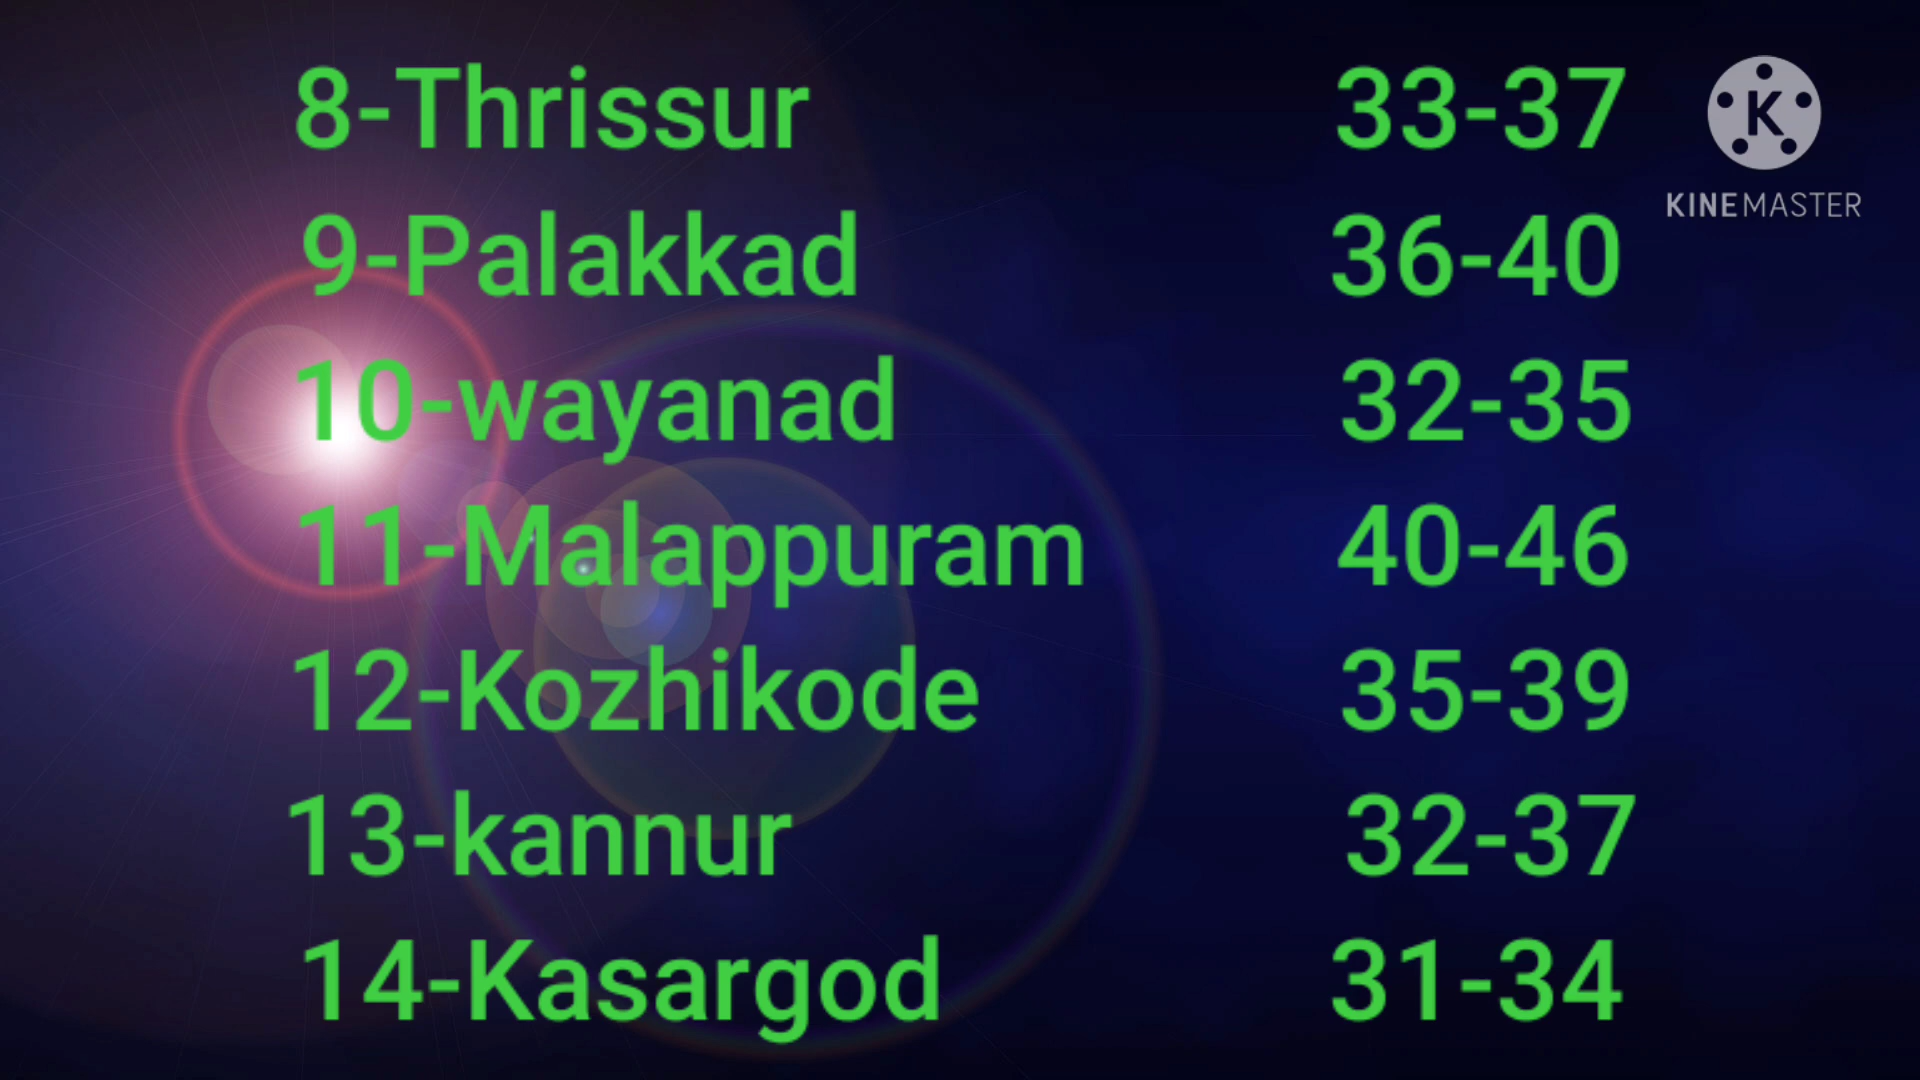 8-Thrissur 33-37
KINEMASTER
9-Palakkad 36-40
10-wayanad 32-35
11-Malappuram 40-46
12-Kozhikode 35-39
13-kannur 32-37
14-Kasargod 31-34